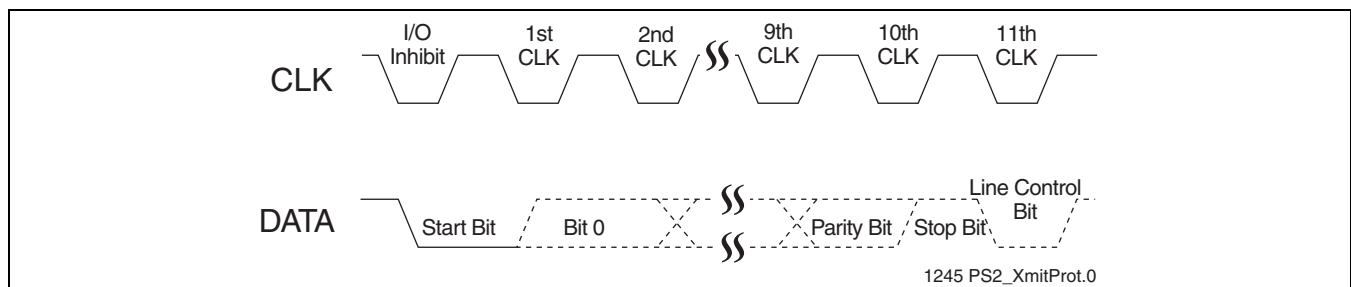 I/O
Inhibit
1st
CLK
2nd
CLK
9th
CLK
10th
CLK
11th
CLK
CLK
DATA
Start Bit
Bit 0
Parity Bit
Stop Bit
Line Control
Bit
1245 PS2_XmitProt.0